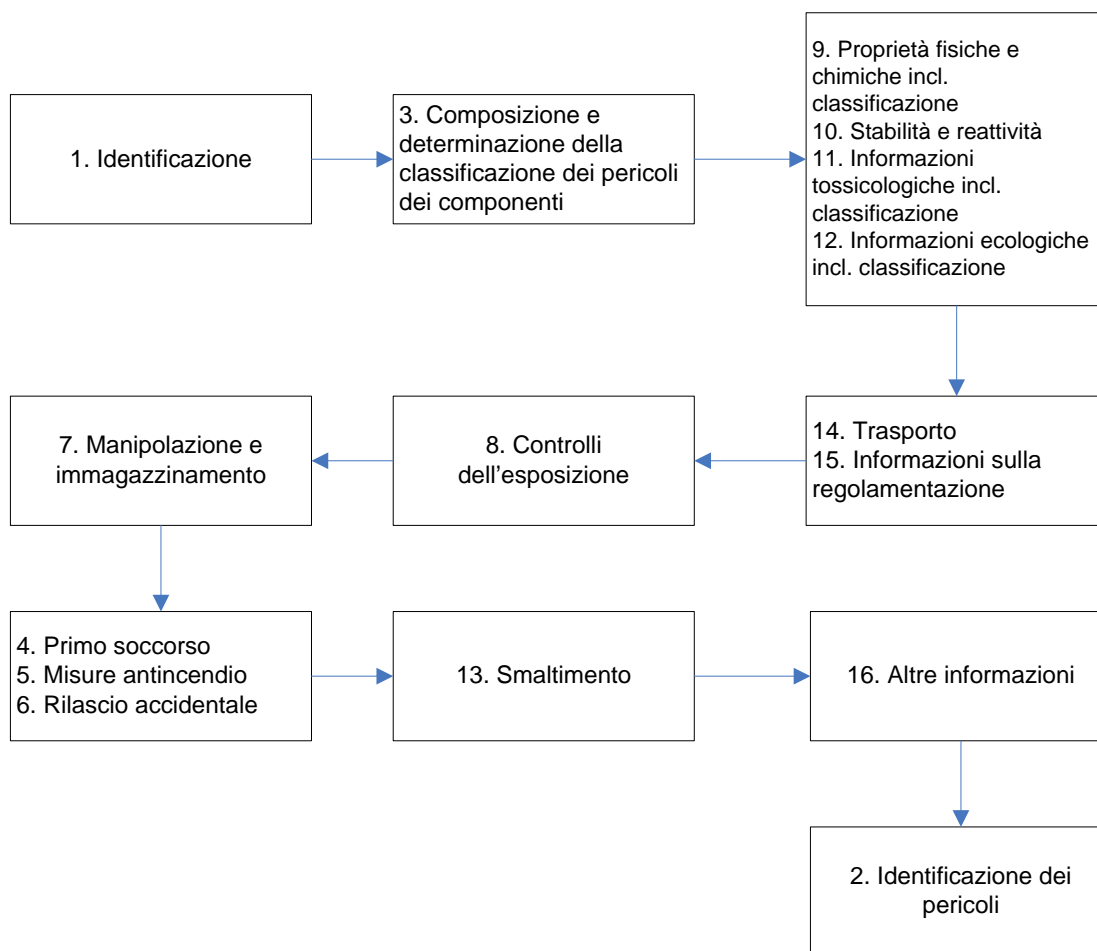 1. Identificazione
3. Composizione e
determinazione della
classificazione dei pericoli
dei componenti
9. Proprietà fisiche e
chimiche incl.
classificazione
10. Stabilità e reattività
11. Informazioni
tossicologiche incl.
classificazione
12. Informazioni ecologiche
incl. classificazione
7. Manipolazione e
immagazzinamento
8. Controlli
dell'esposizione
14. Trasporto
15. Informazioni sulla
regolamentazione
4. Primo soccorso
5. Misure antincendio
6. Rilascio accidentale
13. Smaltimento
16. Altre informazioni
2. Identificazione dei
pericoli